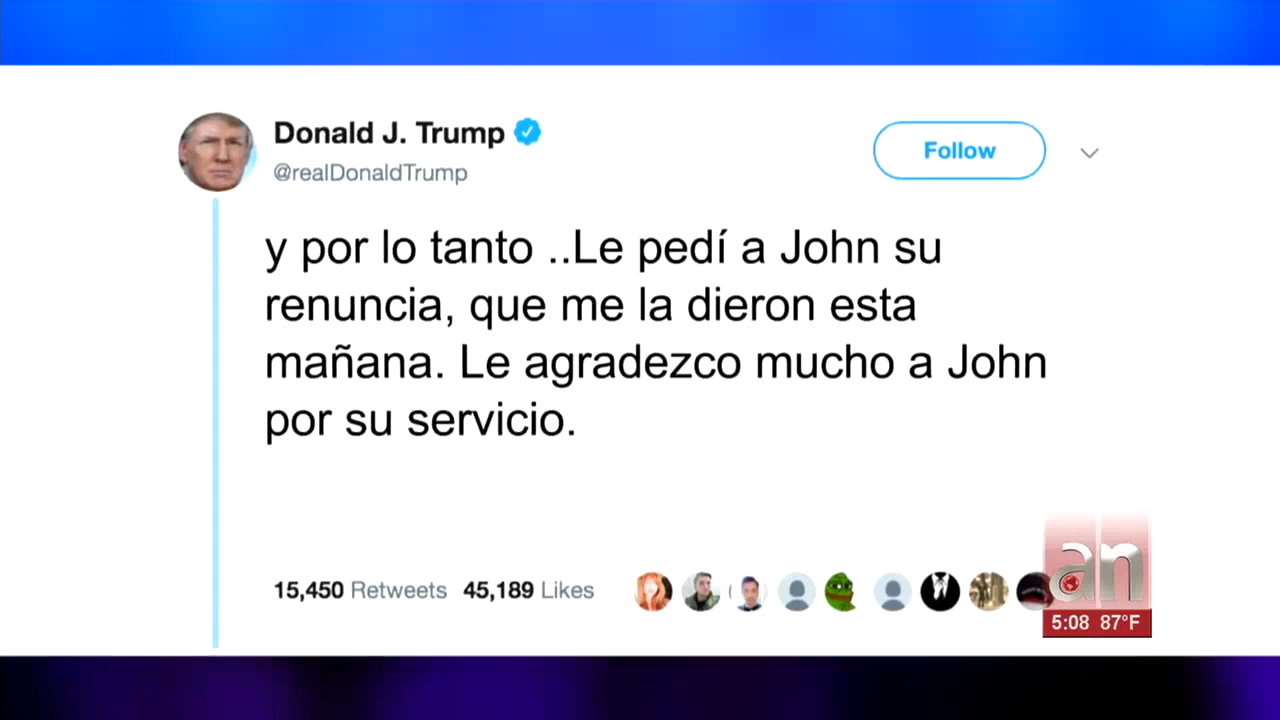 Donald J. Trump
@realDonaldTrump
Follow
y por lo tanto ..Le pedí a John su
renuncia, que me la dieron esta
mañana. Le agradezco mucho a John
por su servicio.
15,450 Retweets 45,189 Likes
an
5:08 87°F